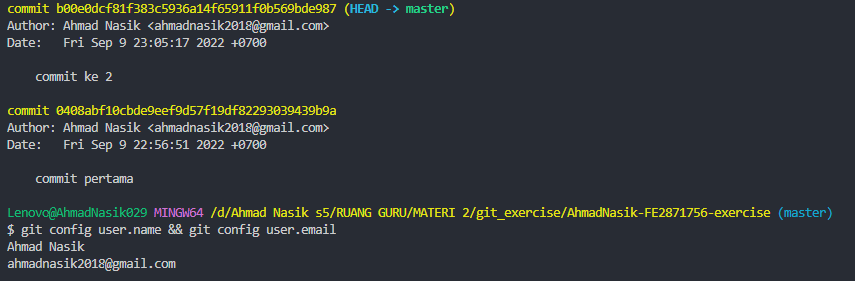 commit b00e0dcf81f383c5936a14f65911f0b569bde987 (HEAD -> master)
Author: Ahmad Nasik <ahmadnasik2018@gmail.com>
Date:   Fri Sep 9 23:05:17 2022 +0700
    commit ke 2
commit 0408abf10cbde9eef9d57f19df82293039439b9a
Author: Ahmad Nasik <ahmadnasik2018@gmail.com>
Date:   Fri Sep 9 22:56:51 2022 +0700
    commit pertama
Lenovo@AhmadNasik029 MINGW64 /d/Ahmad Nasik s5/RUANG GURU/MATERI 2/git_exercise/AhmadNasik-FE2871756-exercise (master)
$ git config user.name && git config user.email
Ahmad Nasik
ahmadnasik2018@gmail.com